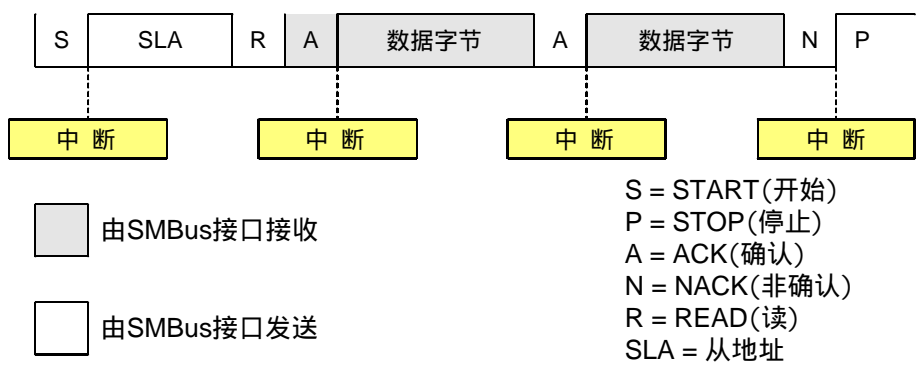 S SLA R A 数据字节 A 数据字节 N P
中 断 中 断 中 断 中 断
由SMBus接口接收
由SMBus接口发送
S = START(开始)
P = STOP(停止)
A = ACK(确认)
N = NACK(非确认)
R = READ(读)
SLA = 从地址